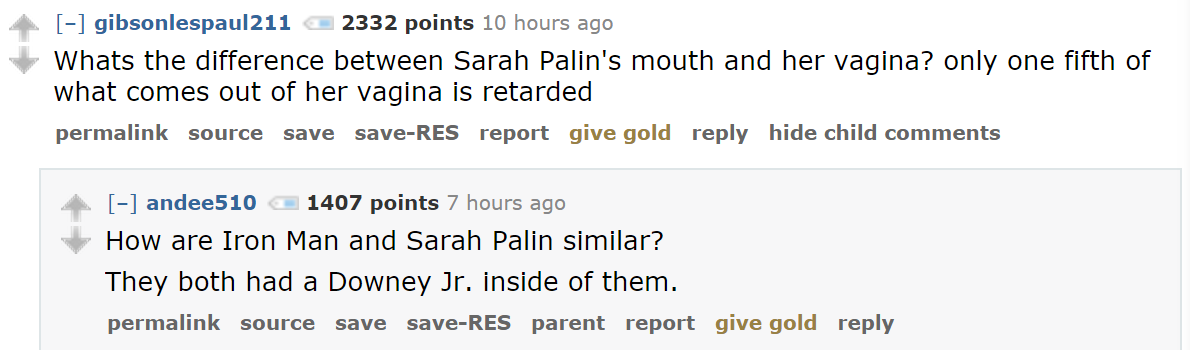 [–] gibsonlespaul211 2332 points 10 hours ago
Whats the difference between Sarah Palin's mouth and her vagina? only one fifth of
what comes out of her vagina is retarded
permalink source save save-RES report give gold reply hide child comments
[–] andee510 1407 points 7 hours ago
How are Iron Man and Sarah Palin similar?
They both had a Downey Jr. inside of them.
permalink source save save-RES parent report give gold reply